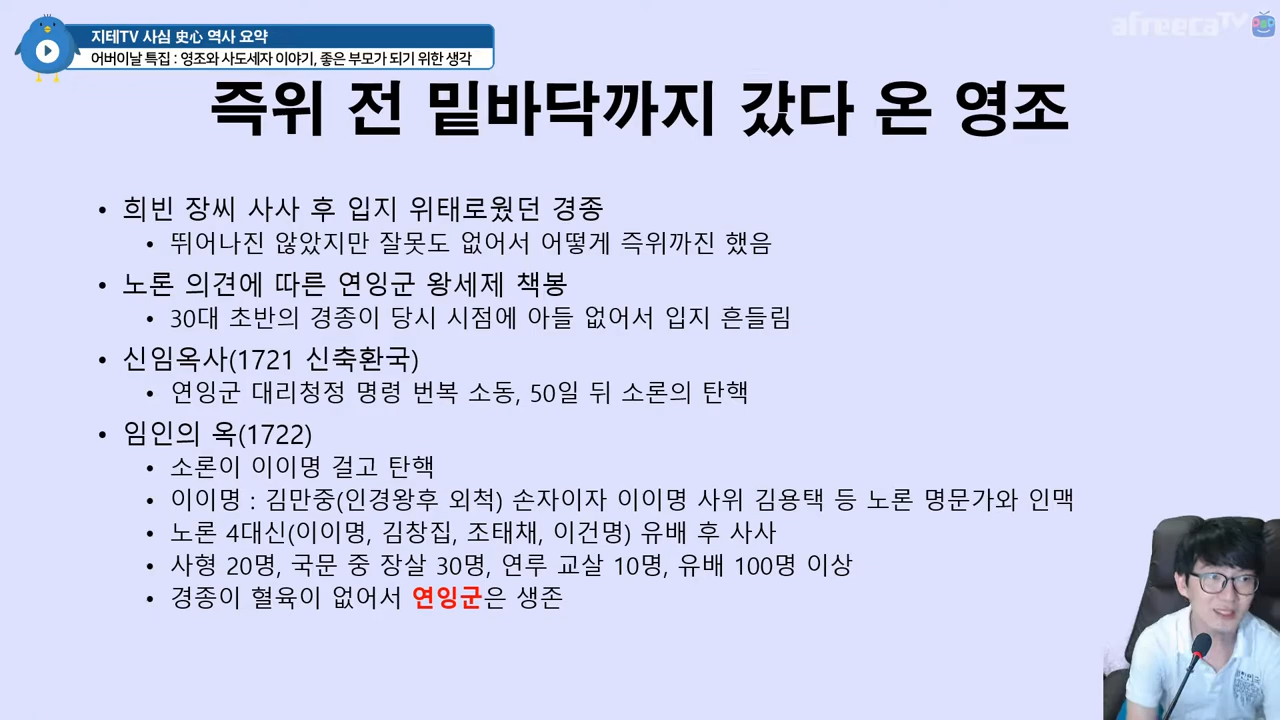 지테TV 사심 史心 역사 요약
어버이날 특집 : 영조와 사도세자 이야기, 좋은 부모가 되기 위한 생각
afreecaTV
즉위 전 밑바닥까지 갔다 온 영조
• 희빈 장씨 사사 후 입지 위태로웠던 경종
• 뛰어나진 않았지만 잘못도 없어서 어떻게 즉위까진 했음
• 노론 의견에 따른 연잉군 왕세제 책봉
• 30대 초반의 경종이 당시 시점에 아들 없어서 입지 흔들림
• 신임옥사(1721 신축환국)
• 연잉군 대리청정 명령 번복 소동, 50일 뒤 소론의 탄핵
• 임인의 옥(1722)
• 소론이 이이명 걸고 탄핵
• 이이명 : 김만중(인경왕후 외척) 손자이자 이이명 사위 김용택 등 노론 명문가와 인맥
• 노론 4대신(이이명, 김창집, 조태채, 이건명) 유배 후 사사
• 사형 20명, 국문 중 장살 30명, 연루 교살 10명, 유배 100명 이상
• 경종이 혈육이 없어서 연잉군은 생존